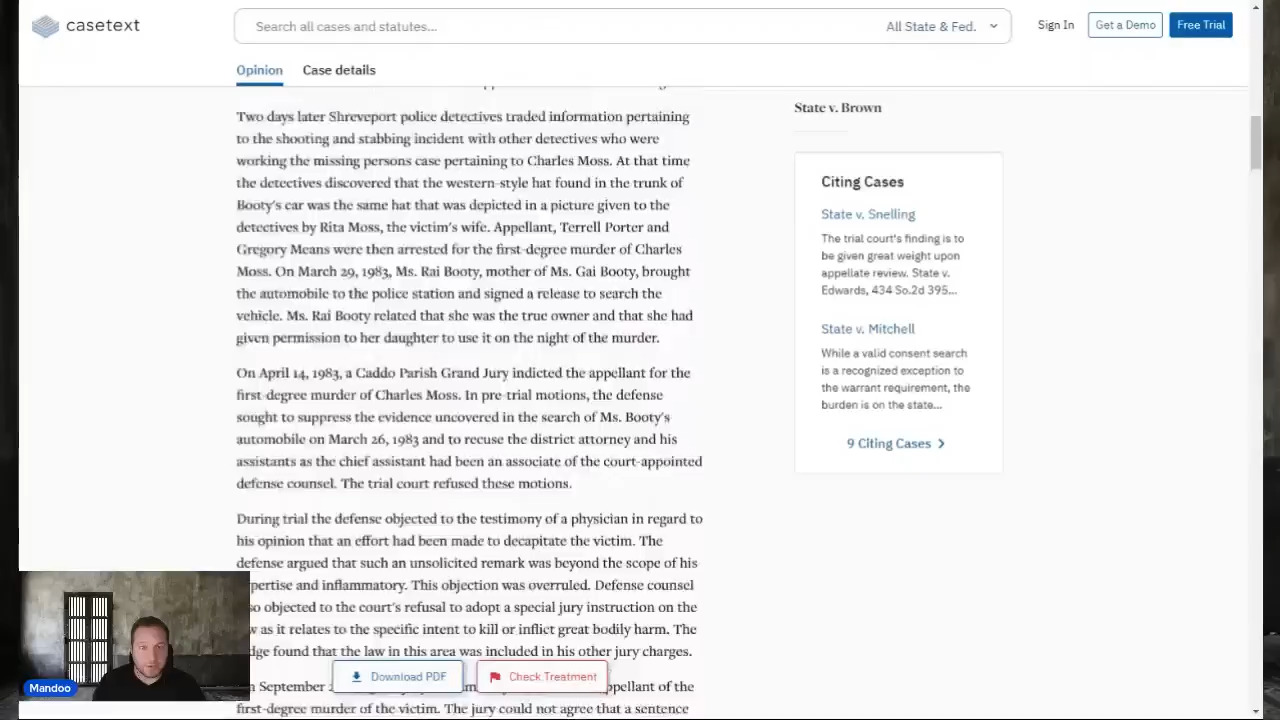 casetext
Search all cases and statutes...
All State & Fed.
Sign In
Get a Demo
Free Trial
Opinion
Case details
Two days later Shreveport police detectives traded information pertaining
to the shooting and stabbing incident with other detectives who were
working the missing persons case pertaining to Charles Moss. At that time
the detectives discovered that the western-style hat found in the trunk of
Booty's car was the same hat that was depicted in a picture given to the
detectives by Rita Moss, the victim's wife. Appellant, Terrell Porter and
Gregory Means were then arrested for the first-degree murder of Charles
Moss. On March 29, 1983, Ms. Rai Booty, mother of Ms. Gai Booty, brought
the automobile to the police station and signed a release to search the
vehicle. Ms. Rai Booty related that she was the true owner and that she had
given permission to her daughter to use it on the night of the murder.
On April 14, 1983, a Caddo Parish Grand Jury indicted the appellant for the
first-degree murder of Charles Moss. In pre-trial motions, the defense
sought to suppress the evidence uncovered in the search of Ms. Booty's
automobile on March 26, 1983 and to recuse the district attorney and his
assistants as the chief assistant had been an associate of the court-appointed
defense counsel. The trial court refused these motions.
During trial the defense objected to the testimony of a physician in regard to
his opinion that an effort had been made to decapitate the victim. The
defense argued that such an unsolicited remark was beyond the scope of his
pertise and inflammatory. This objection was overruled. Defense counsel
o objected to the court's refusal to adopt a special jury instruction on the
w as it relates to the specific intent to kill or inflict great bodily harm. The
dge found that the law in this area was included in his other jury charges.
n September
ppellant of the
first-degree murder of the victim. The jury could not agree that a sentence
Download PDF
Check Treatment
State v. Brown
Citing Cases
State v. Snelling
The trial court's finding is to
be given great weight upon
appellate review. State v.
Edwards, 434 So.2d 395...
State v. Mitchell
While a valid consent search
is a recognized exception to
the warrant requirement, the
burden is on the state...
9 Citing Cases
Mandoo